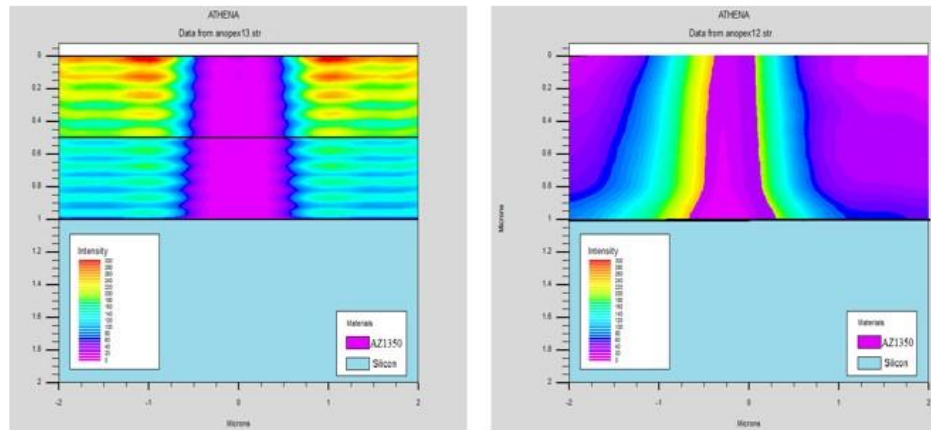 ATHENA
Data from anopex13.str
0
0.2
0.4
0.6
0.8
1
1.2
1.4
1.6
1.8
2
Intensity
Materials
AZ1350
Silicon
-2
-1
0
1
2
Microns
ATHENA
Data from anopex12.str
Microns
0
0.2
0.4
0.6
0.8
1
1.2
1.4
1.6
1.8
2
Intensity
Materials
AZ1350
Silicon
-2
-1
0
1
2
Microns